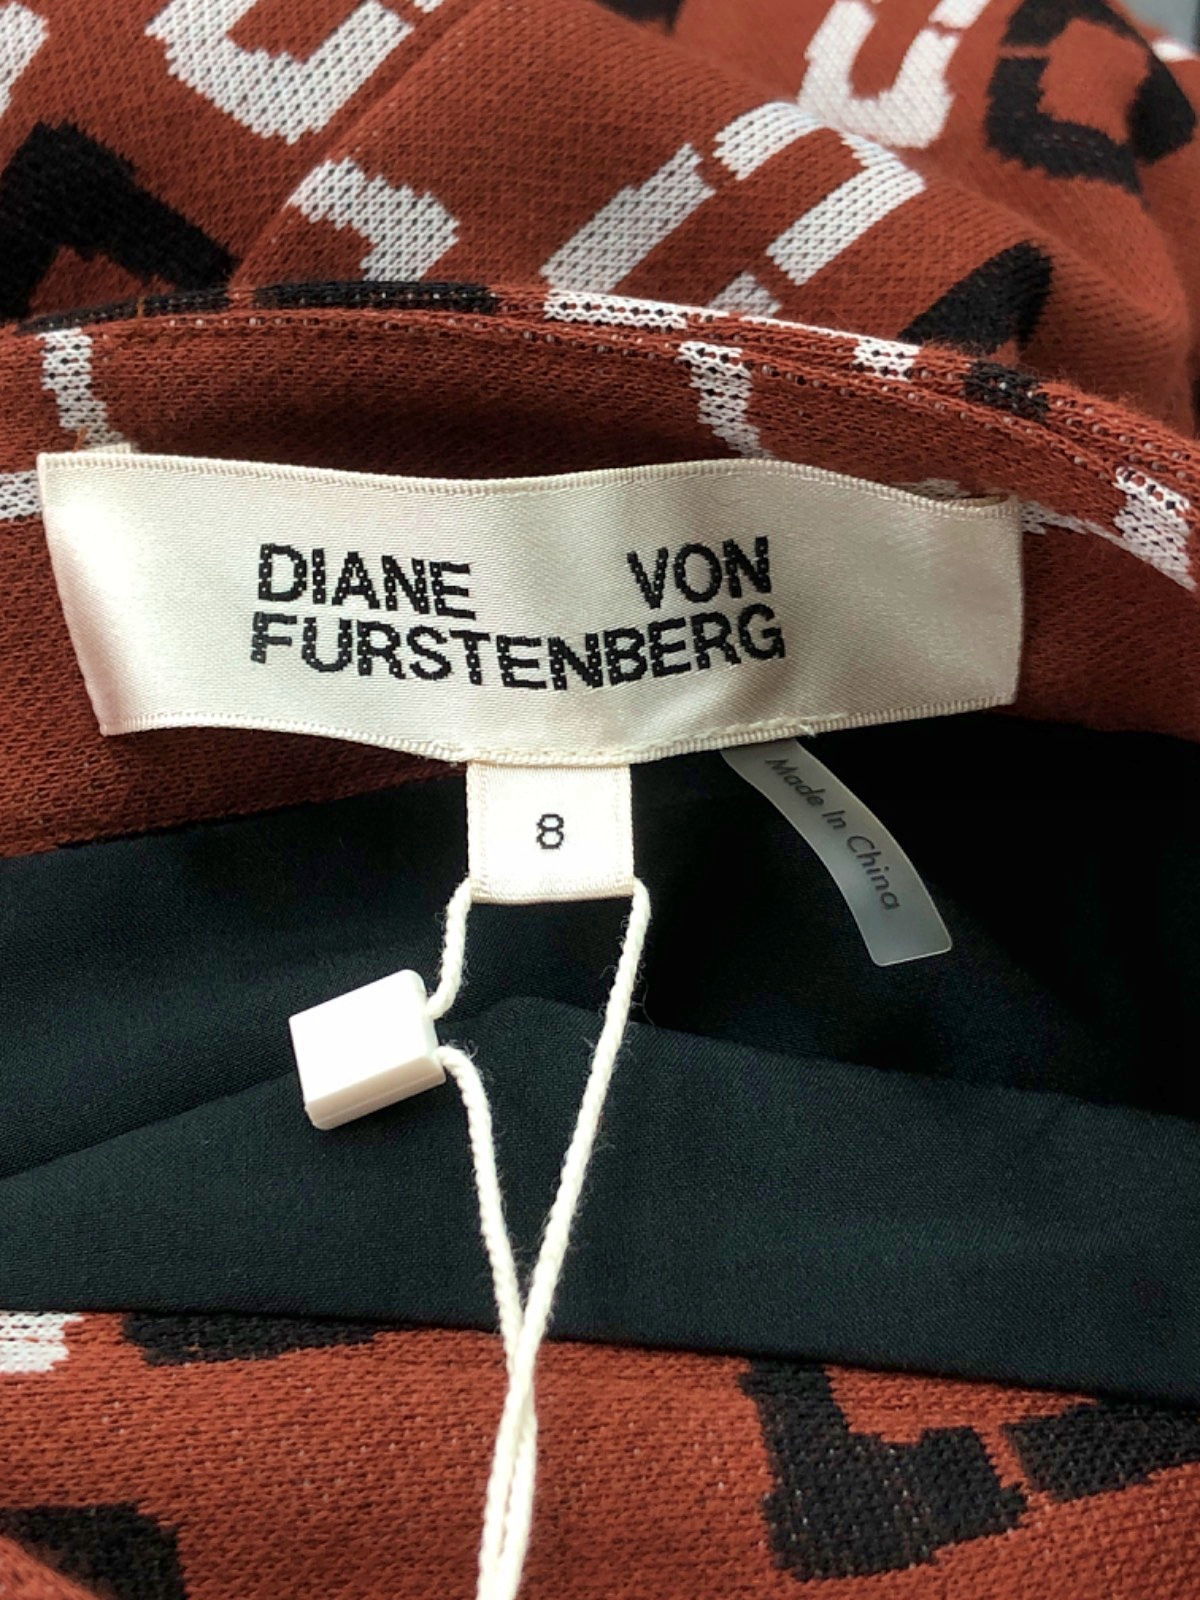 DIANE VON
FURSTENBERG
8
Made In China